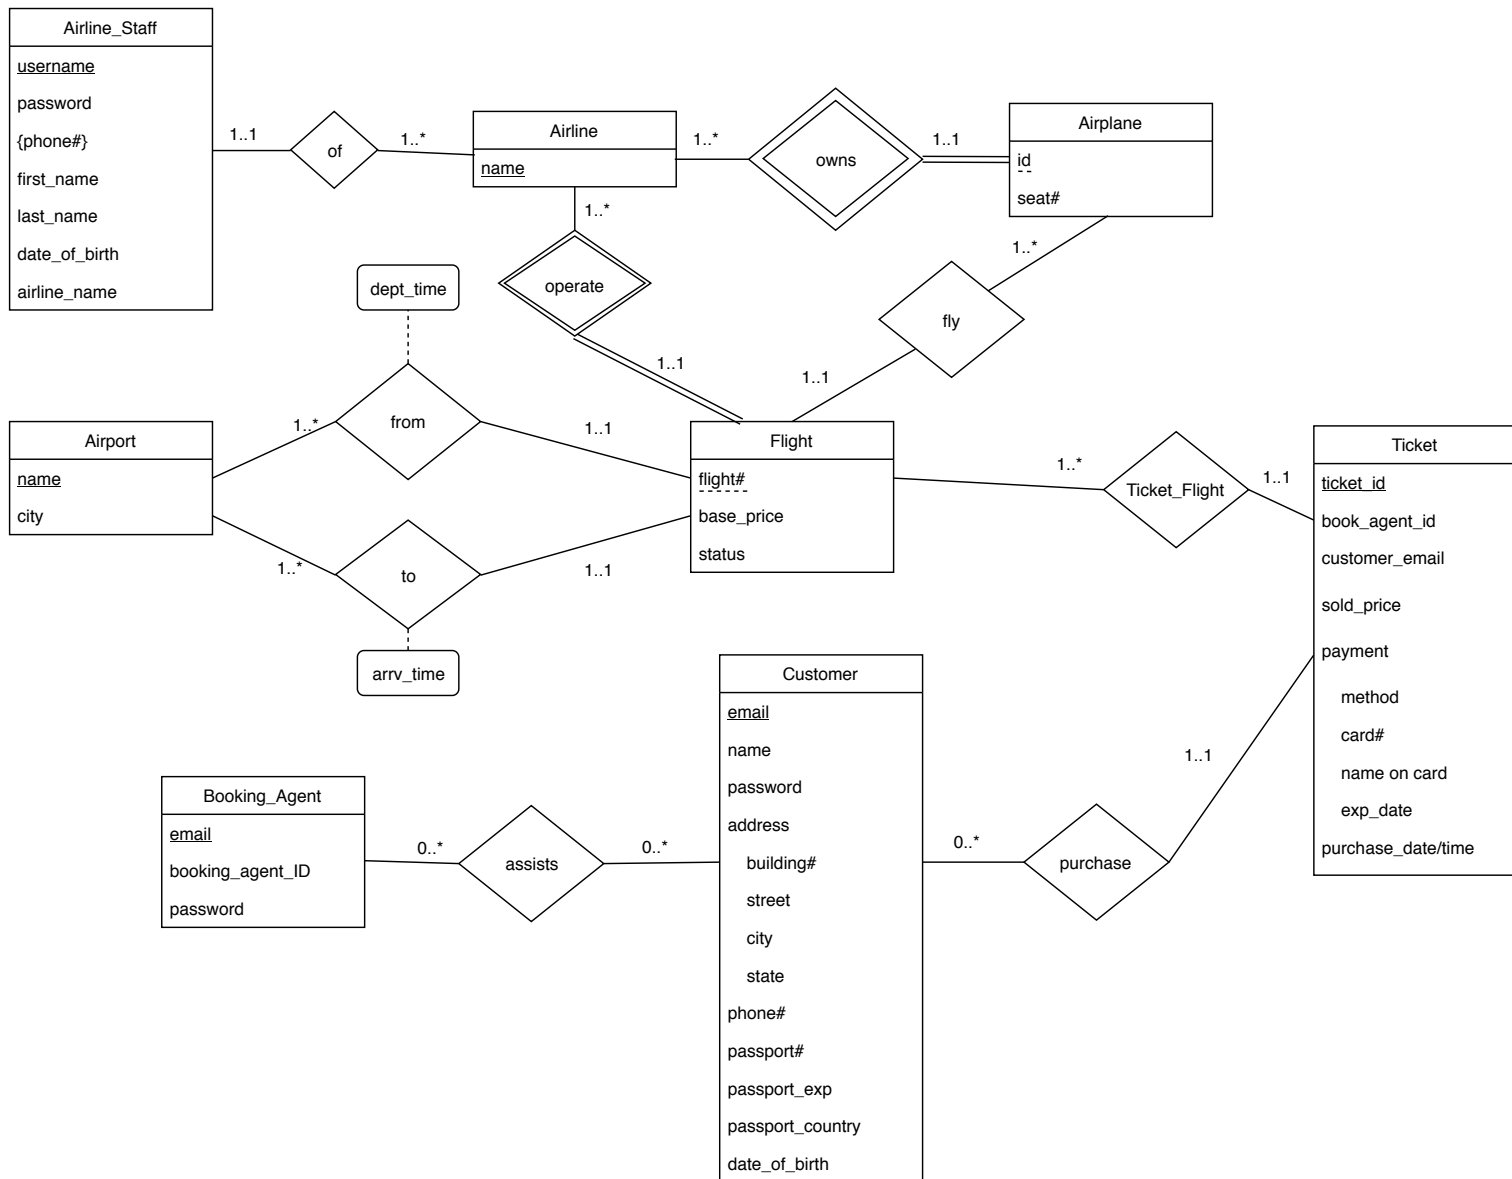 Airline_Staff
username
password
{phone#}
first_name
last_name
date_of_birth
airline_name
1..1
of
1..*
Airline
name
1..*
owns
1..1
Airplane
id
seat#
1..*
operate
1..1
1..*
fly
1..1
dept_time
from
1..*
1..1
Airport
name
city
to
1..*
1..1
arrv_time
Flight
flight#
base_price
status
1..*
Ticket_Flight
1..1
Ticket
ticket_id
book_agent_id
customer_email
sold_price
payment
method
card#
name on card
exp_date
purchase_date/time
Customer
email
name
password
address
building#
street
city
state
phone#
passport#
passport_exp
passport_country
date_of_birth
Booking_Agent
email
booking_agent_ID
password
0..*
assists
0..*
0..*
purchase
1..1